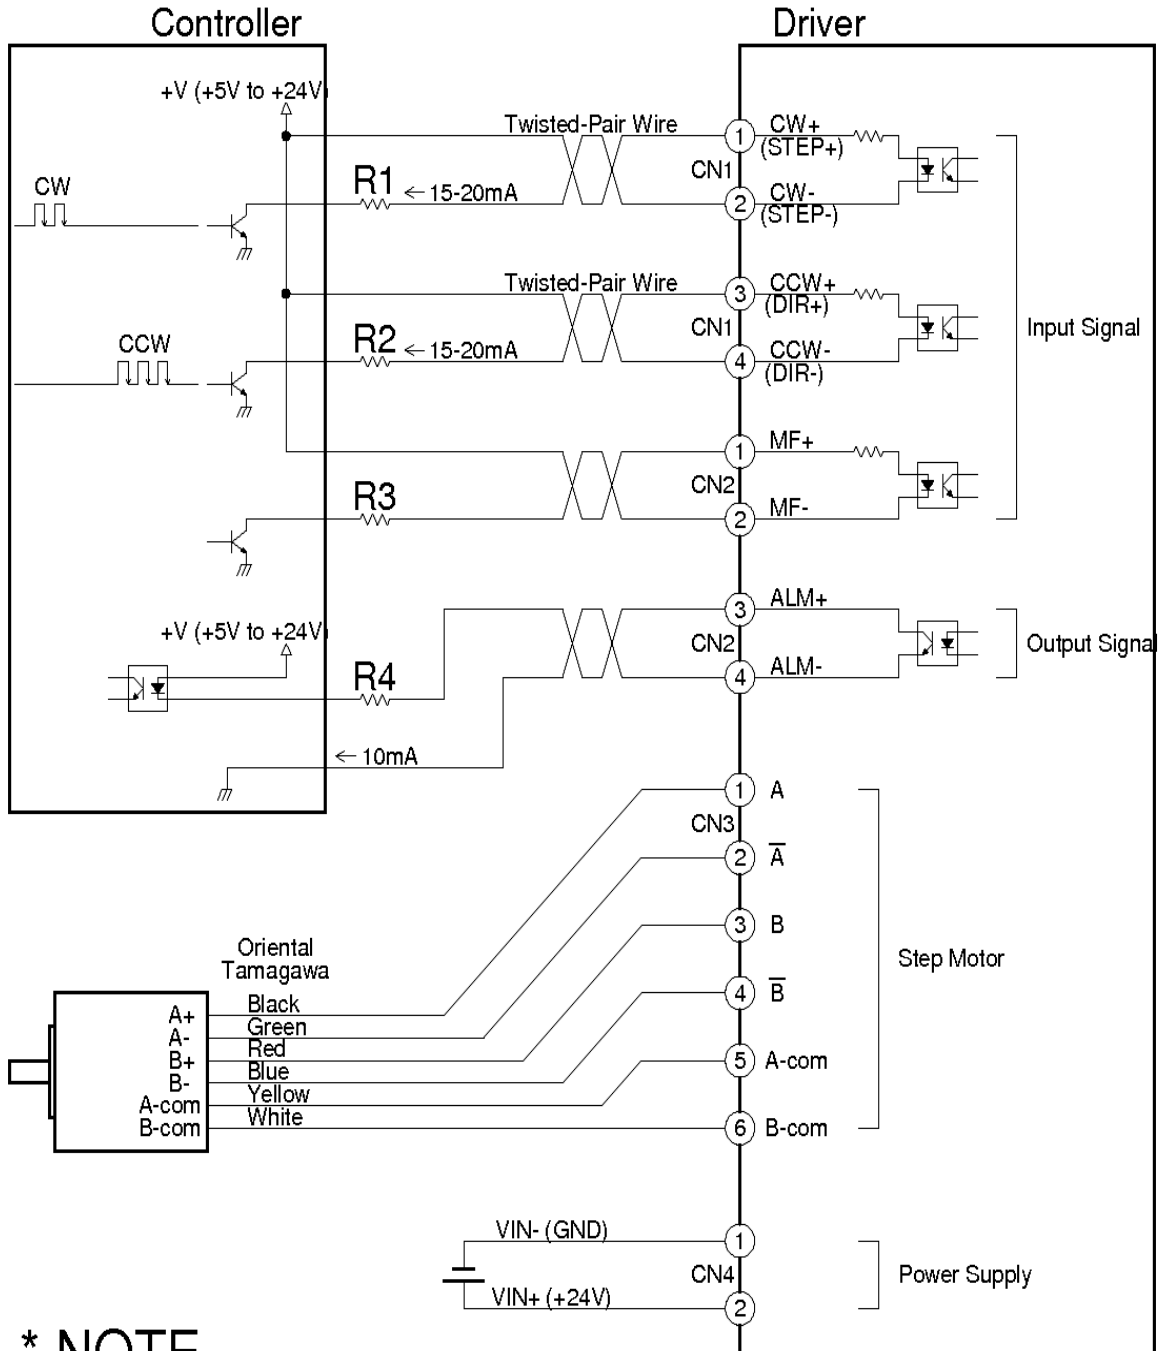 Controller
Driver
+V (+5V to +24V)
Twisted-Pair Wire
1
CW+
(STEP+)
CN1
CW
R1
←15-20mA
2
CW-
(STEP-)
Twisted-Pair Wire
3
CCW+
(DIR+)
CN1
Input Signal
CCW
R2
←15-20mA
4
CCW-
(DIR-)
1
MF+
CN2
R3
2
MF-
3
ALM+
+V (+5V to +24V)
CN2
Output Signal
R4
4
ALM-
←10mA
1
A
CN3
2
A̅
3
B
Oriental
Tamagawa
Step Motor
4
B̅
A+
Black
A-
Green
B+
Red
B-
Blue
A-com
Yellow
B-com
White
5
A-com
6
B-com
VIN- (GND)
1
CN4
Power Supply
VIN+ (+24V)
2
* NOTE